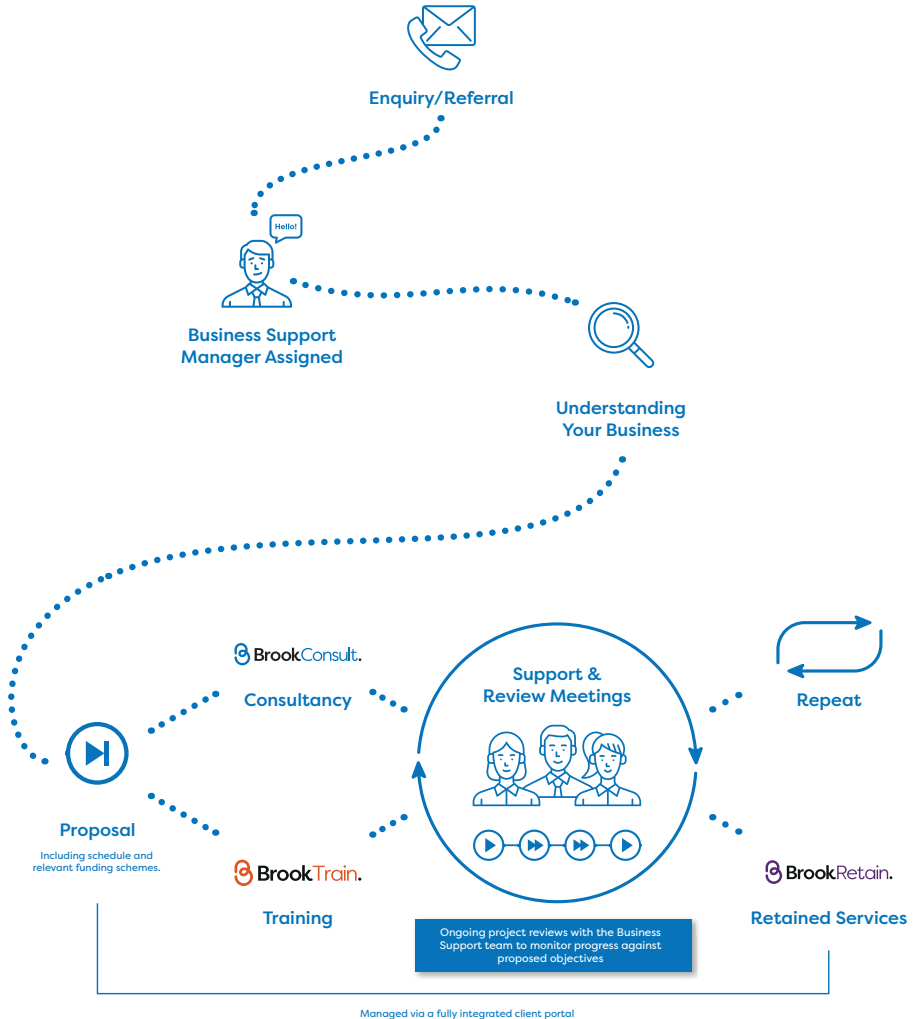 Enquiry/Referral
Hello!
Business Support
Manager Assigned
Understanding
Your Business
BrookConsult.
Consultancy
Support &
Review Meetings
Repeat
Proposal
Including schedule and
relevant funding schemes.
BrookTrain.
Training
BrookRetain.
Retained Services
Ongoing project reviews with the Business
Support team to monitor progress against
proposed objectives
Managed via a fully integrated client portal